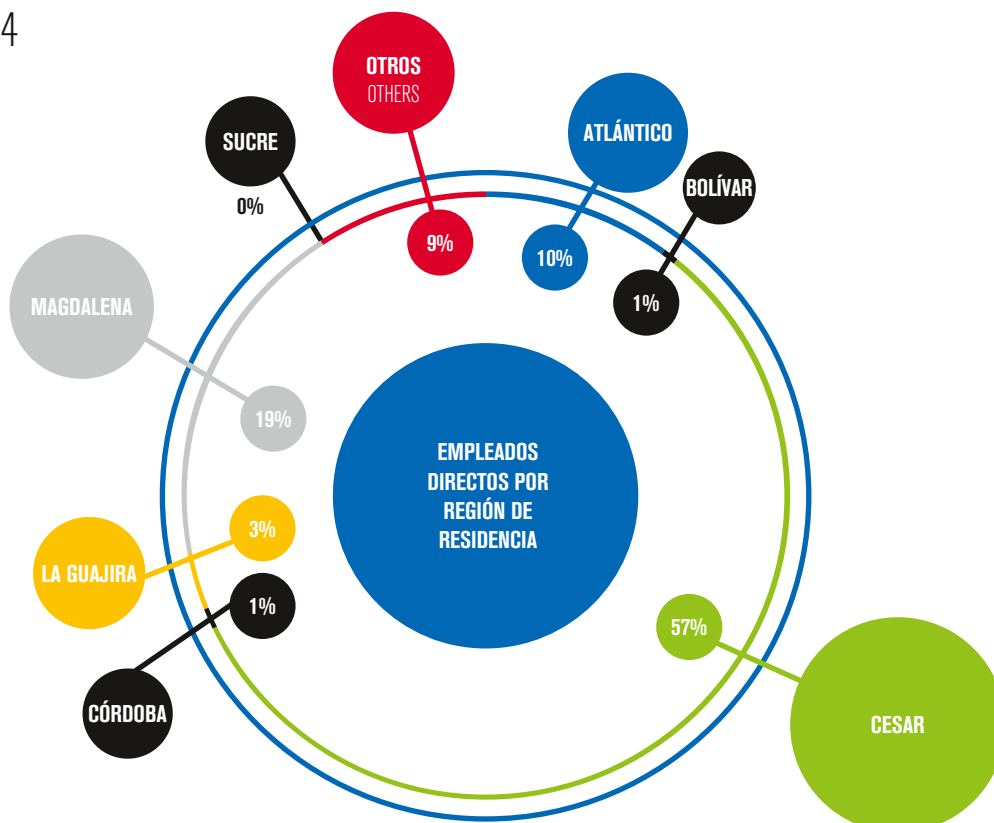 4
OTROS
OTHERS
ATLÁNTICO
SUCRE
0%
BOLÍVAR
9%
10%
1%
MAGDALENA
19%
EMPLEADOS
DIRECTOS POR
REGIÓN DE
RESIDENCIA
3%
LA GUAJIRA
1%
57%
CÓRDOBA
CESAR